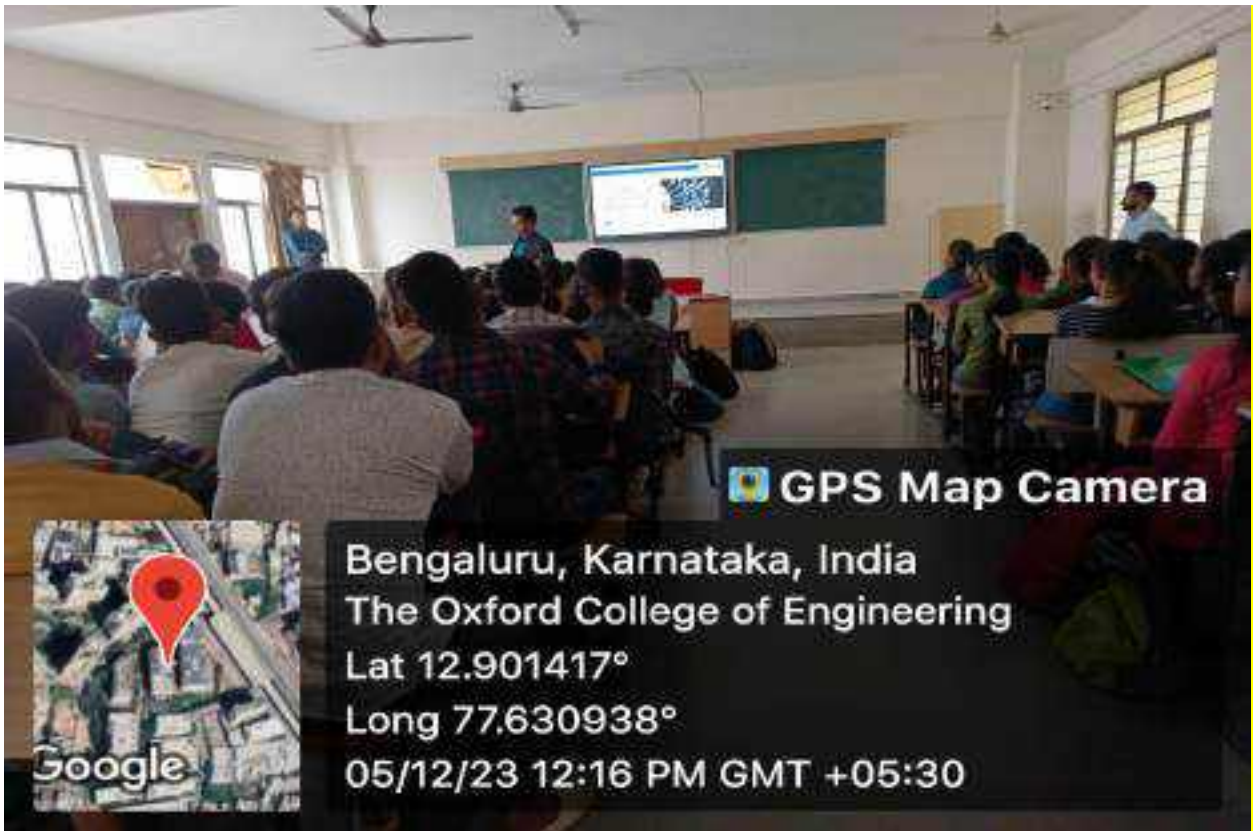 GPS Map Camera
Bengaluru, Karnataka, India
The Oxford College of Engineering
Lat 12.901417°
Long 77.630938°
05/12/23 12:16 PM GMT +05:30
Google